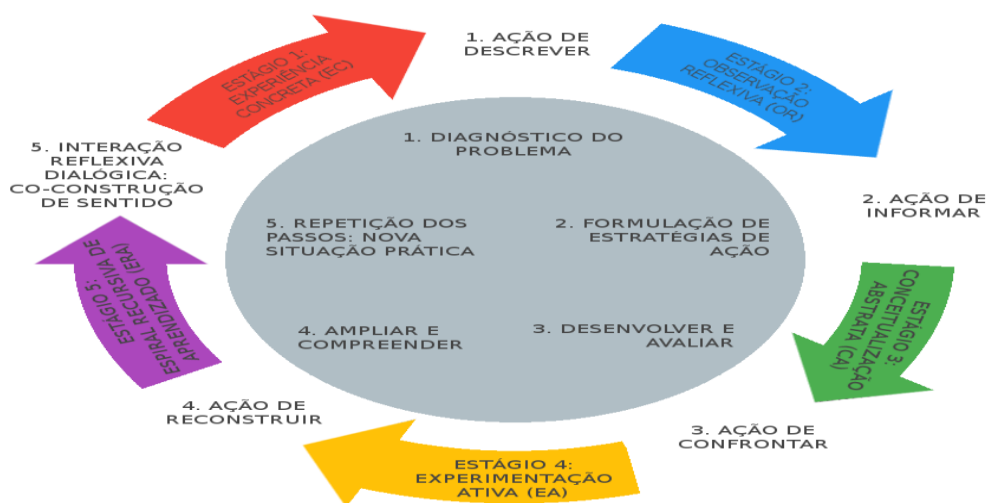 1. AÇÃO DE
DESCREVER
ESTÁGIO 1:
EXPERIÊNCIA
CONCRETA (EC)
ESTÁGIO 2:
OBSERVAÇÃO
REFLEXIVA (OR)
1. DIAGNÓSTICO DO
PROBLEMA
5. INTERAÇÃO
REFLEXIVA
DIALÓGICA:
CO-CONSTRUÇÃO
DE SENTIDO
2. AÇÃO DE
INFORMAR
5. REPETIÇÃO DOS
PASSOS: NOVA
SITUAÇÃO PRÁTICA
2. FORMULAÇÃO DE
ESTRATÉGIAS DE
AÇÃO
ESTÁGIO 5:
ESPIRAL RECURSIVA DE
APRENDIZADO (ERA)
ESTÁGIO 3:
CONCEITUALIZAÇÃO
ABSTRATA (CA)
4. AMPLIAR E
COMPREENDER
3. DESENVOLVER E
AVALIAR
4. AÇÃO DE
RECONSTRUIR
3. AÇÃO DE
CONFRONTAR
ESTÁGIO 4:
EXPERIMENTAÇÃO
ATIVA (EA)